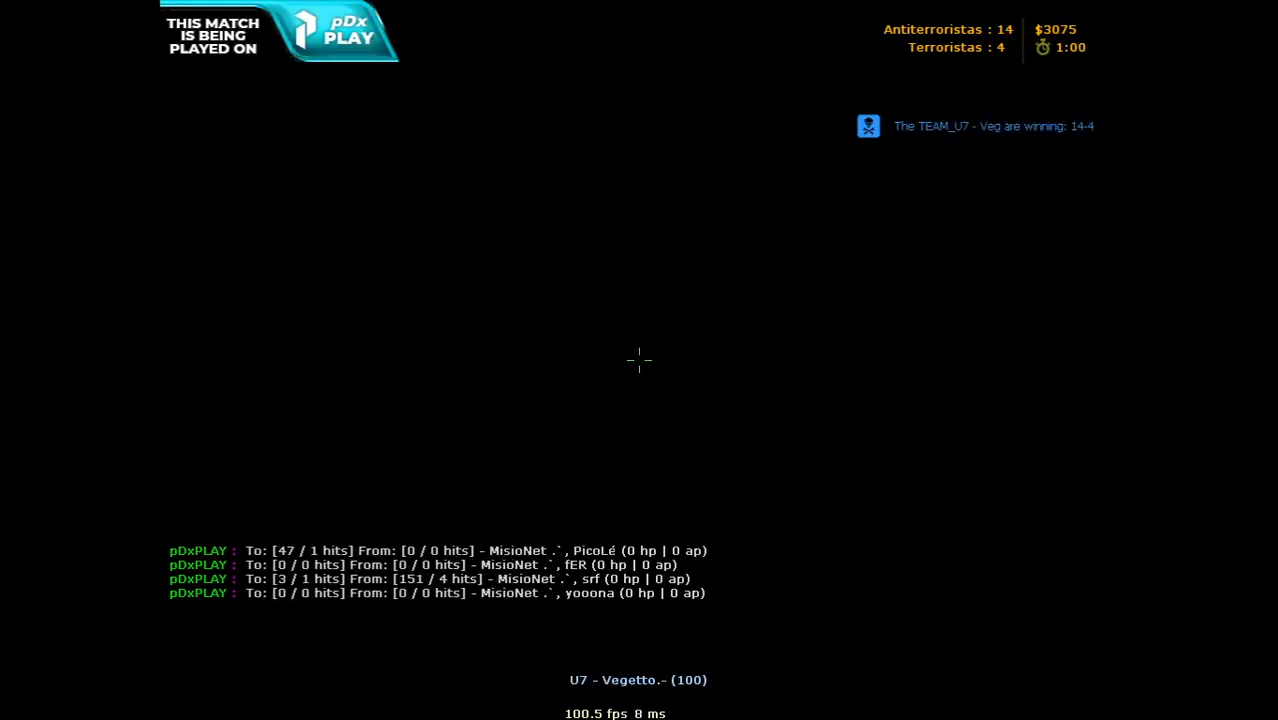 THIS MATCH
IS BEING
PLAYED ON
pDx
PLAY
Antiterroristas : 14
Terroristas : 4
$3075
1:00
The TEAM_U7 - Veg are winning: 14-4
pDxPLAY : To: [47 / 1 hits] From: [0 / 0 hits] - MisioNet .`, PicoLé (0 hp | 0 ap)
pDxPLAY : To: [0 / 0 hits] From: [0 / 0 hits] - MisioNet .`, fER (0 hp | 0 ap)
pDxPLAY : To: [3 / 1 hits] From: [151 / 4 hits] - MisioNet .`, srf (0 hp | 0 ap)
pDxPLAY : To: [0 / 0 hits] From: [0 / 0 hits] - MisioNet .`, yooona (0 hp | 0 ap)
U7 - Vegetto.- (100)
100.5 fps 8 ms